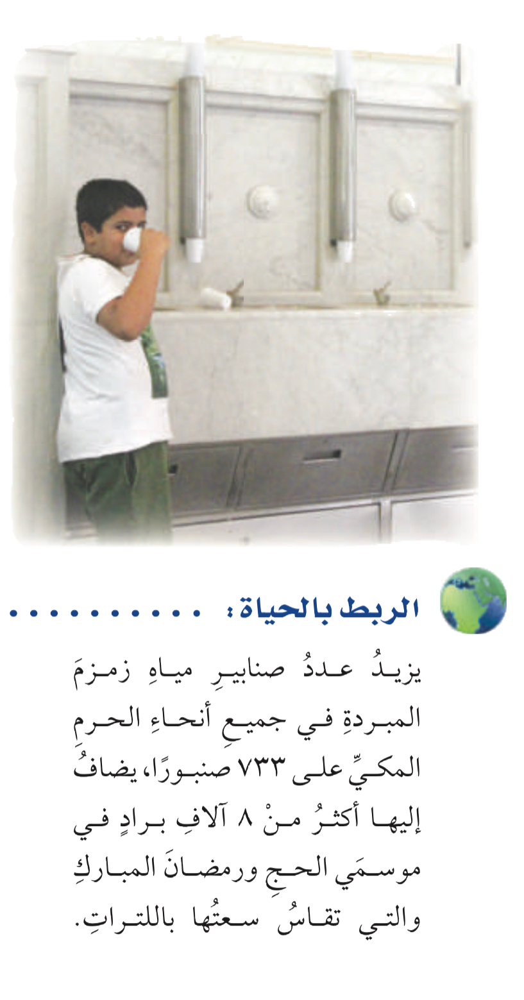 الربط بالحياة :
يزيدُ عددُ صنابيرِ مياهِ زمزمَ
المبردةِ في جميعِ أنحاءِ الحرمِ
المكيِّ على ٧٣٣ صنبورًا، يضافُ
إليها أكثرُ منْ ٨ آلافِ برادٍ في
موسمَي الحجِ ورمضانَ المباركِ
والتي تقاسُ سعتُها باللتراتِ.